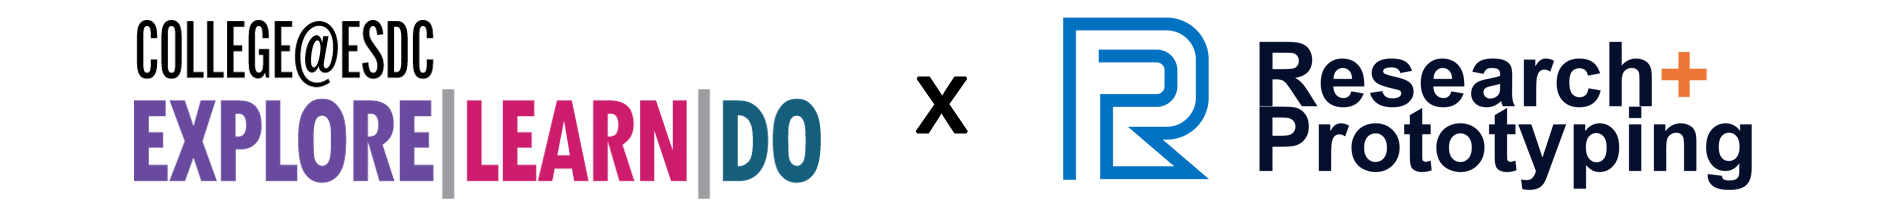 COLLEGE@ESDC
EXPLORE|LEARN|DO
X
Research+
Prototyping